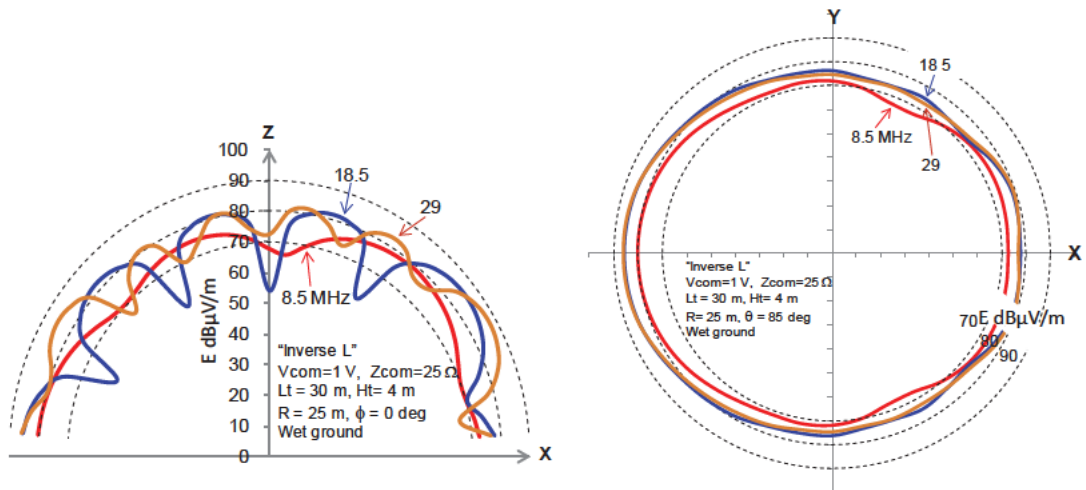 Z
100
90
80
70
60
50
40
30
20
10
0
E dBµV/m
18.5
29
8.5 MHz
"Inverse L"
Vcom=1 V, Zcom=25 Ω
Lt = 30 m, Ht= 4 m
R = 25 m, ϕ = 0 deg
Wet ground
X
Y
18 5
8.5 MHz
29
X
"Inverse L"
Vcom=1 V, Zcom=25 Ω
Lt = 30 m, Ht= 4 m
R= 25 m, θ = 85 deg
Wet ground
70
E dBµV/m
80
90